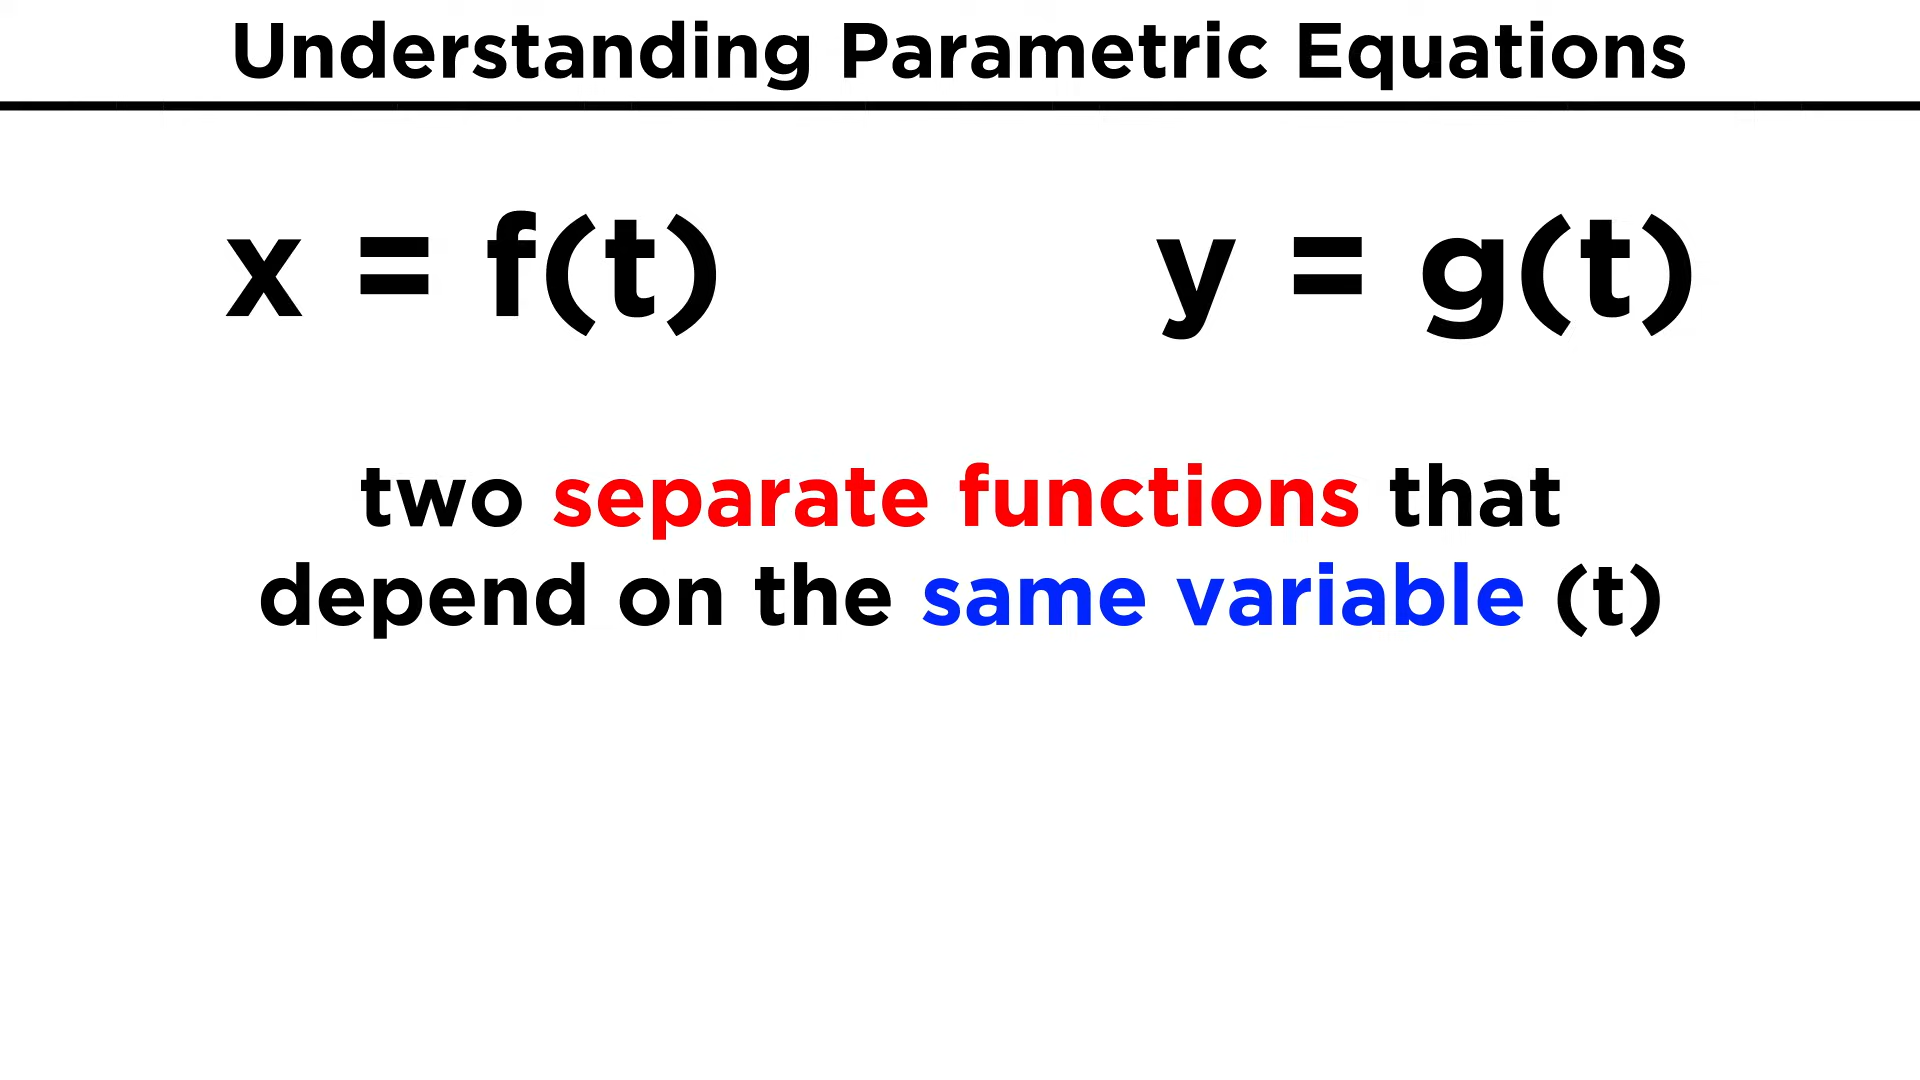 Understanding Parametric Equations
x = f(t) y = g(t)
two separate functions that
depend on the same variable (t)